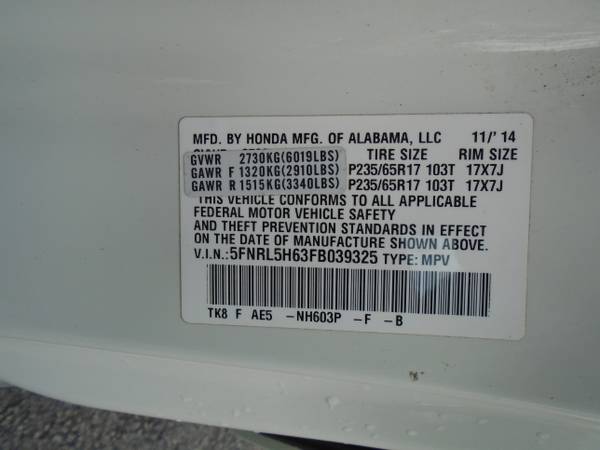 MFD. BY HONDA MFG. OF ALABAMA, LLC 11/'14
GVWR 2730KG(6019LBS) TIRE SIZE RIM SIZE
GAWR F 1320KG(2910LBS) P235/65R17 103T 17X7J
GAWR R 1515KG(3340LBS) P235/65R17 103T 17X7J
THIS VEHICLE CONFORMS TO ALL APPLICABLE
FEDERAL MOTOR VEHICLE SAFETY
AND THEFT PREVENTION STANDARDS IN EFFECT
ON THE DATE OF MANUFACTURE SHOWN ABOVE.
V.I.N.: 5FNRL5H63FB039325 TYPE: MPV
TK8 F AE5 -NH603P -F -B